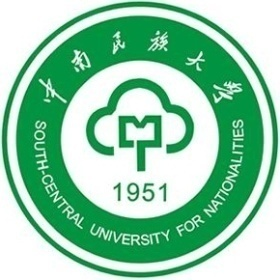 中南民族大学
1951
SOUTH-CENTRAL UNIVERSITY FOR NATIONALITIES